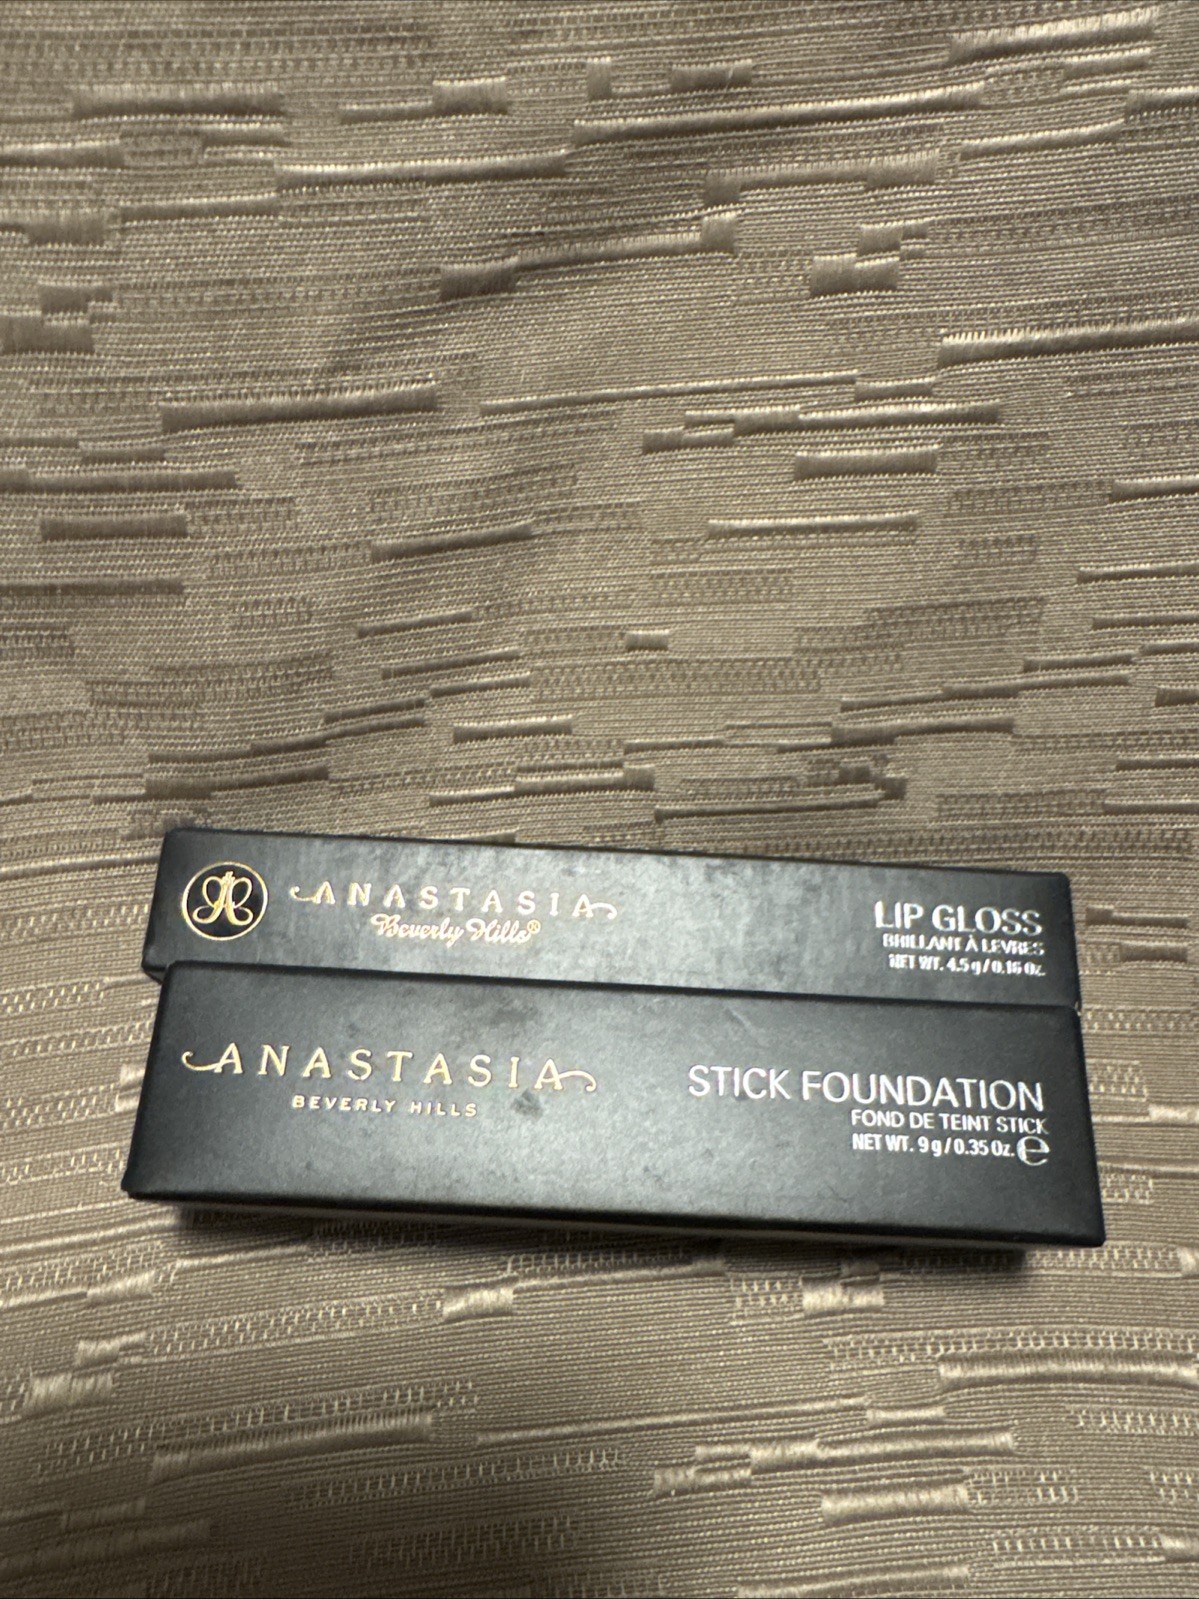 ANASTASIA
Beverly Hills®
LIP GLOSS
BRILLANT À LEVRES
NET WT. 4.5 g / 0.16 Oz.
ANASTASIA
BEVERLY HILLS
STICK FOUNDATION
FOND DE TEINT STICK
NET WT. 9 g / 0.35 Oz. ℮